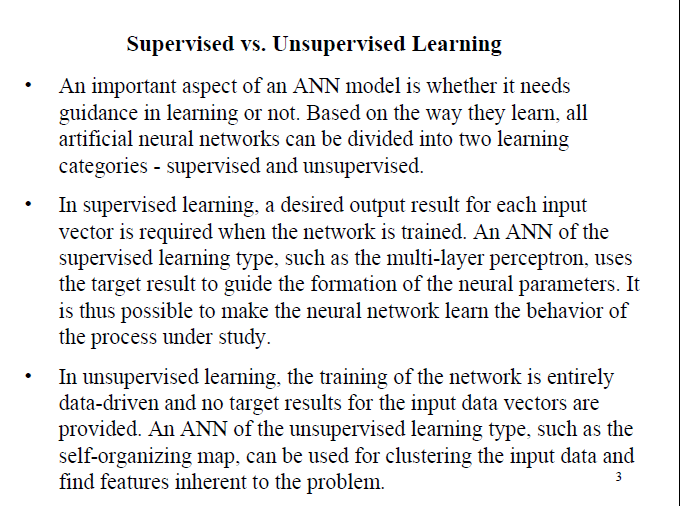 Supervised vs. Unsupervised Learning
• An important aspect of an ANN model is whether it needs
guidance in learning or not. Based on the way they learn, all
artificial neural networks can be divided into two learning
categories - supervised and unsupervised.
• In supervised learning, a desired output result for each input
vector is required when the network is trained. An ANN of the
supervised learning type, such as the multi-layer perceptron, uses
the target result to guide the formation of the neural parameters. It
is thus possible to make the neural network learn the behavior of
the process under study.
• In unsupervised learning, the training of the network is entirely
data-driven and no target results for the input data vectors are
provided. An ANN of the unsupervised learning type, such as the
self-organizing map, can be used for clustering the input data and
find features inherent to the problem.
3